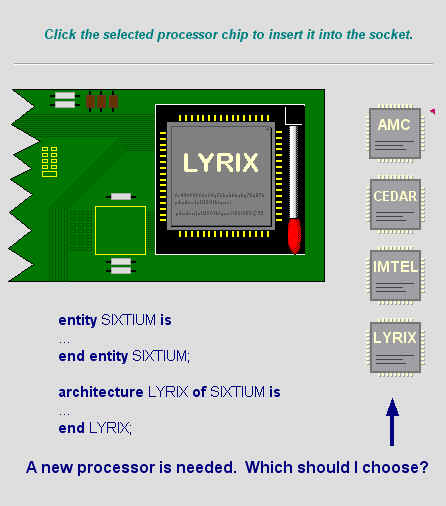 Click the selected processor chip to insert it into the socket.
AMC
LYRIX
CEDAR
IMTEL
LYRIX
entity SIXTIUM is
...
end entity SIXTIUM;
architecture LYRIX of SIXTIUM is
...
end LYRIX;
A new processor is needed. Which should I choose?